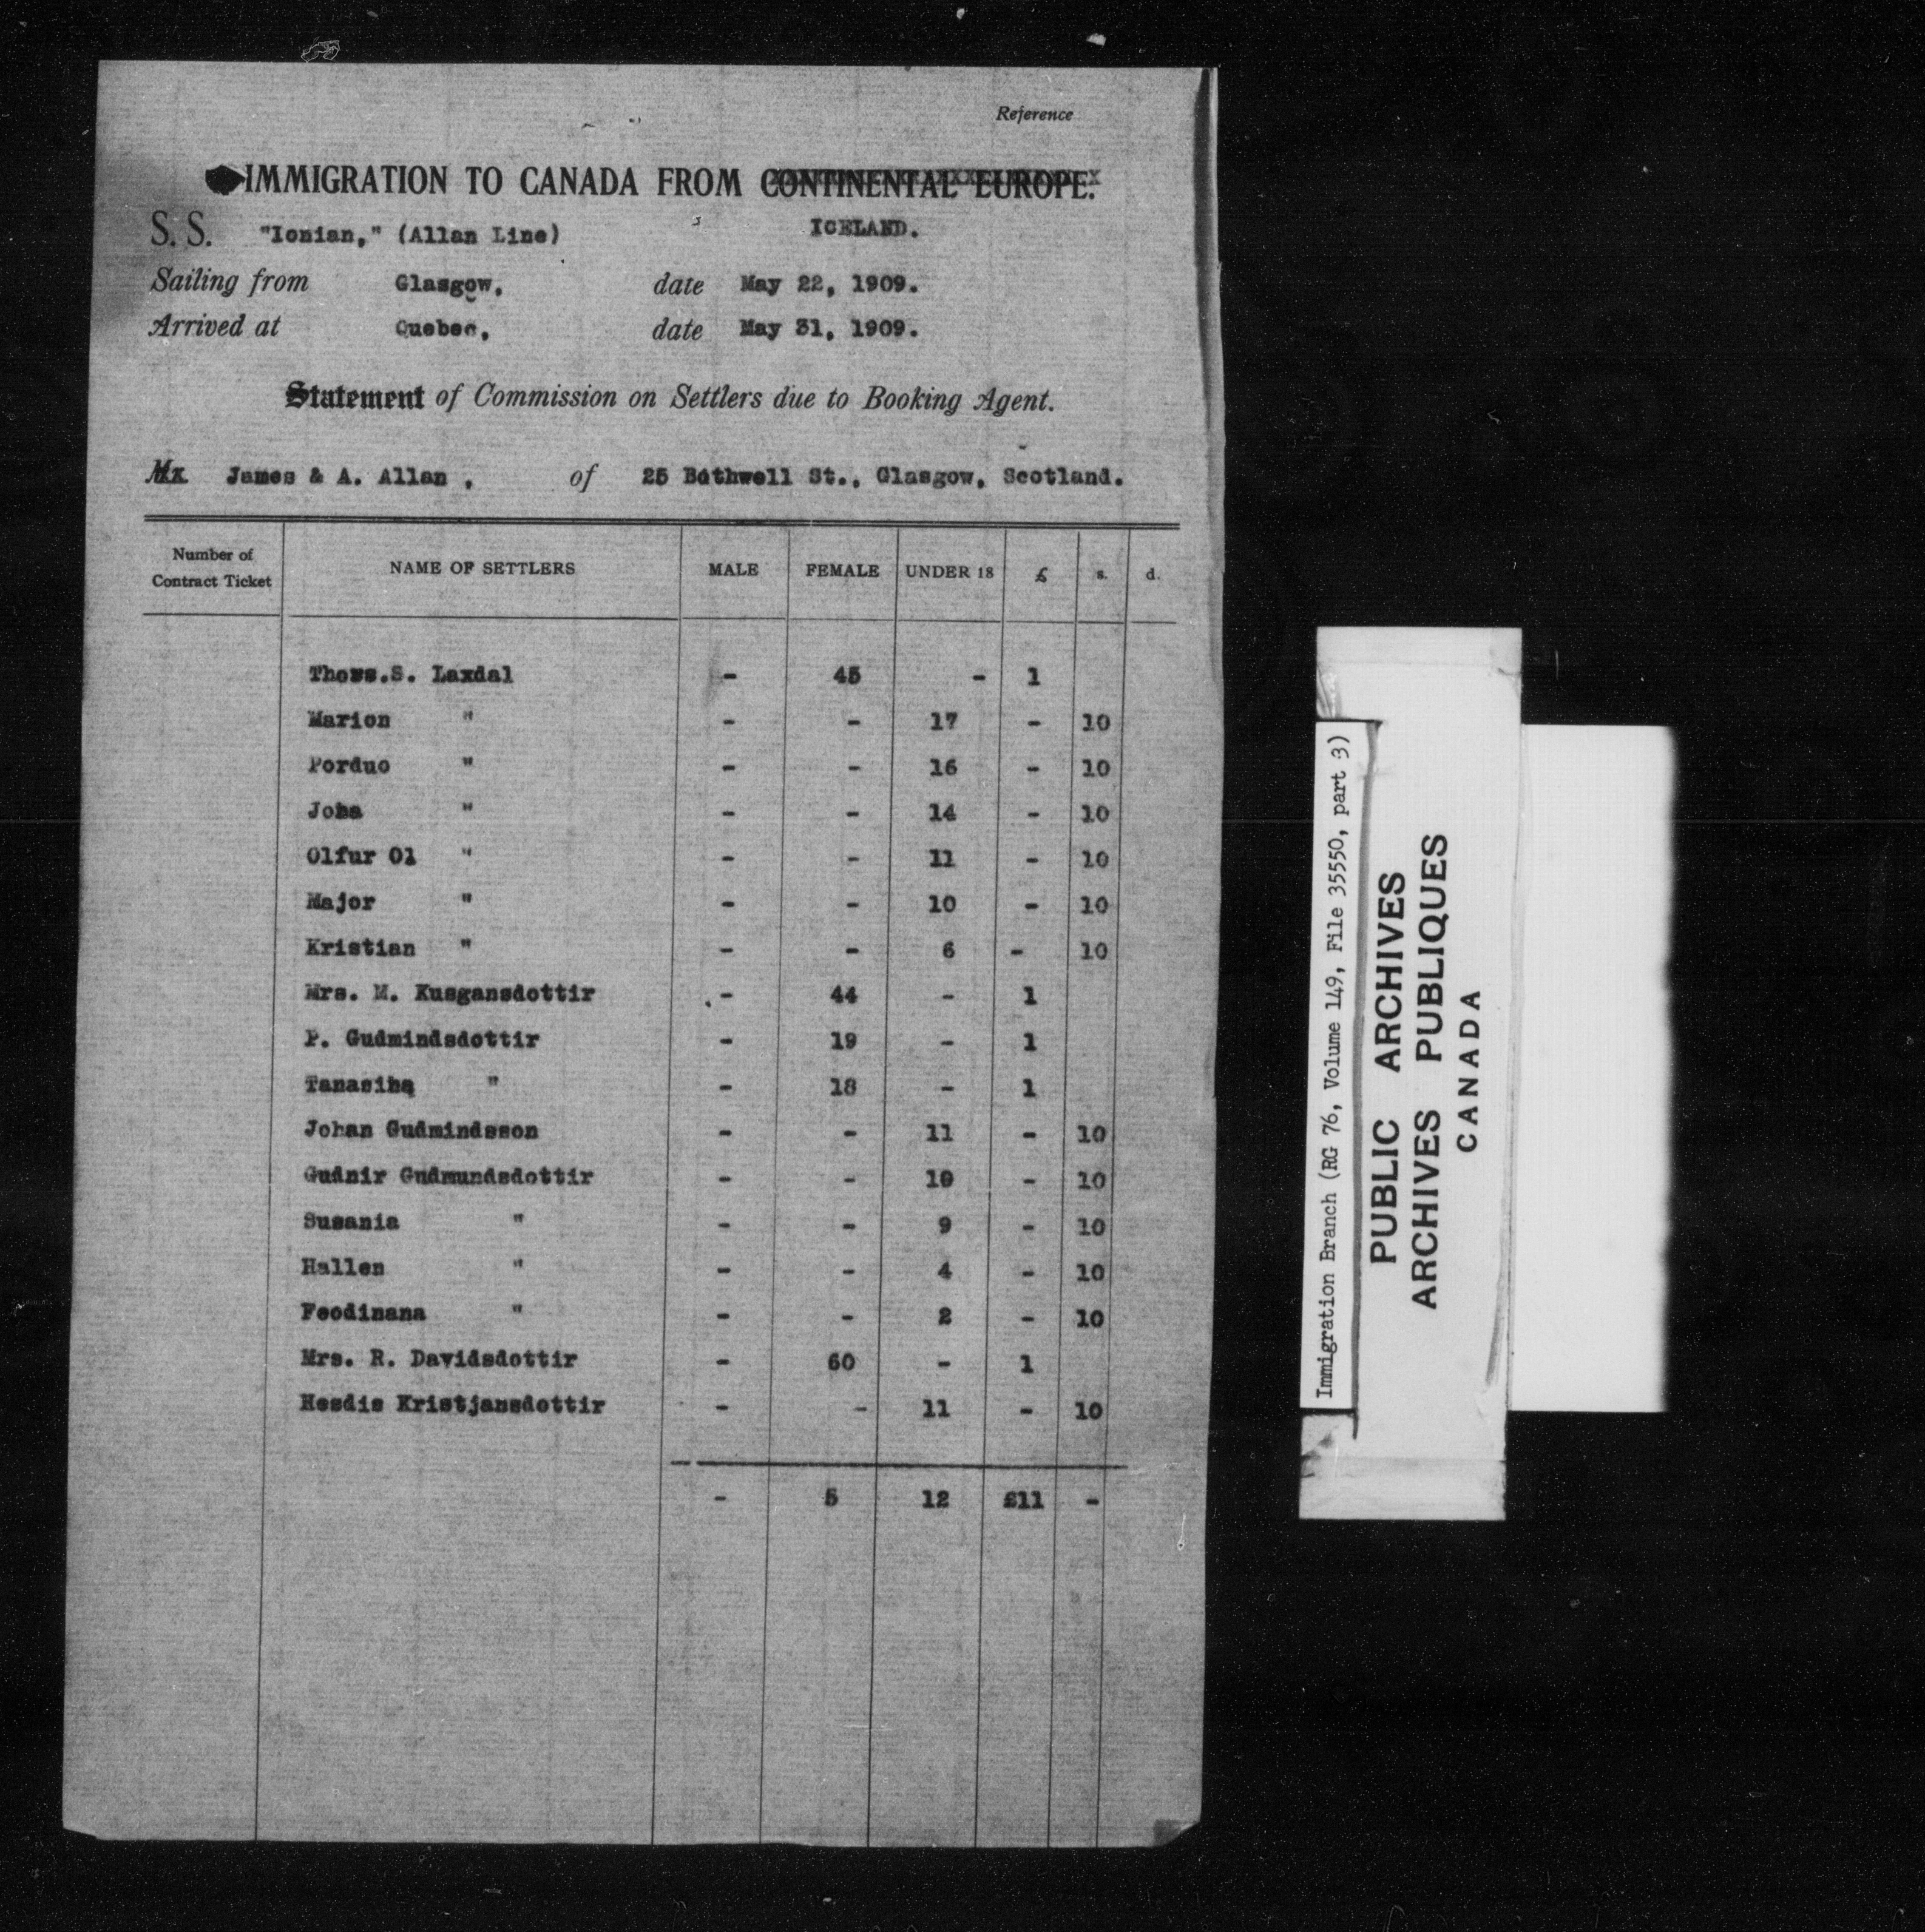 Reference
IMMIGRATION TO CANADA FROM CONTINENTAL EUROPE.
S. S. "Ionian," (Allan Line) ICELAND.
Sailing from Glasgow, date May 22, 1909.
Arrived at Quebec, date May 31, 1909.
Statement of Commission on Settlers due to Booking Agent.
James & A. Allan , of 25 Bothwell St., Glasgow, Scotland.
Number of Contract Ticket NAME OF SETTLERS MALE FEMALE UNDER 18 £ s. d.
S. Laxdal - 45 - 1
Marion " - - 17 - 10
Porduo " - - 16 - 10
" - - 14 - 10
Olfur Ol " - - 11 - 10
Major " - - 10 - 10
Kristian " - - 6 - 10
Mrs. M. Kusgansdottir - 44 - 1
P. Gudmindsdottir - 19 - 1
" - 18 - 1
Johan Gudmindsson - - 11 - 10
Gudnir Gudmundsdottir - - 10 - 10
Susania " - - 9 - 10
Hallen " - - 4 - 10
Feodinana " - - 2 - 10
Mrs. R. Davidsdottir - 60 - 1
Hesdis Kristjansdottir - - 11 - 10
- 5 12 £11 -
Immigration Branch (RG 76, Volume 149, File 35550, part 3)
PUBLIC ARCHIVES
ARCHIVES PUBLIQUES
CANADA